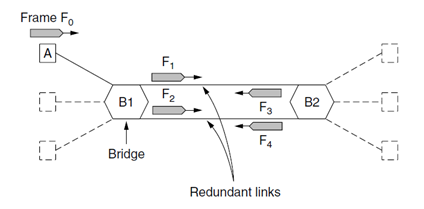 Frame F0
A
F1
F2
B1
B2
F3
F4
Bridge
Redundant links